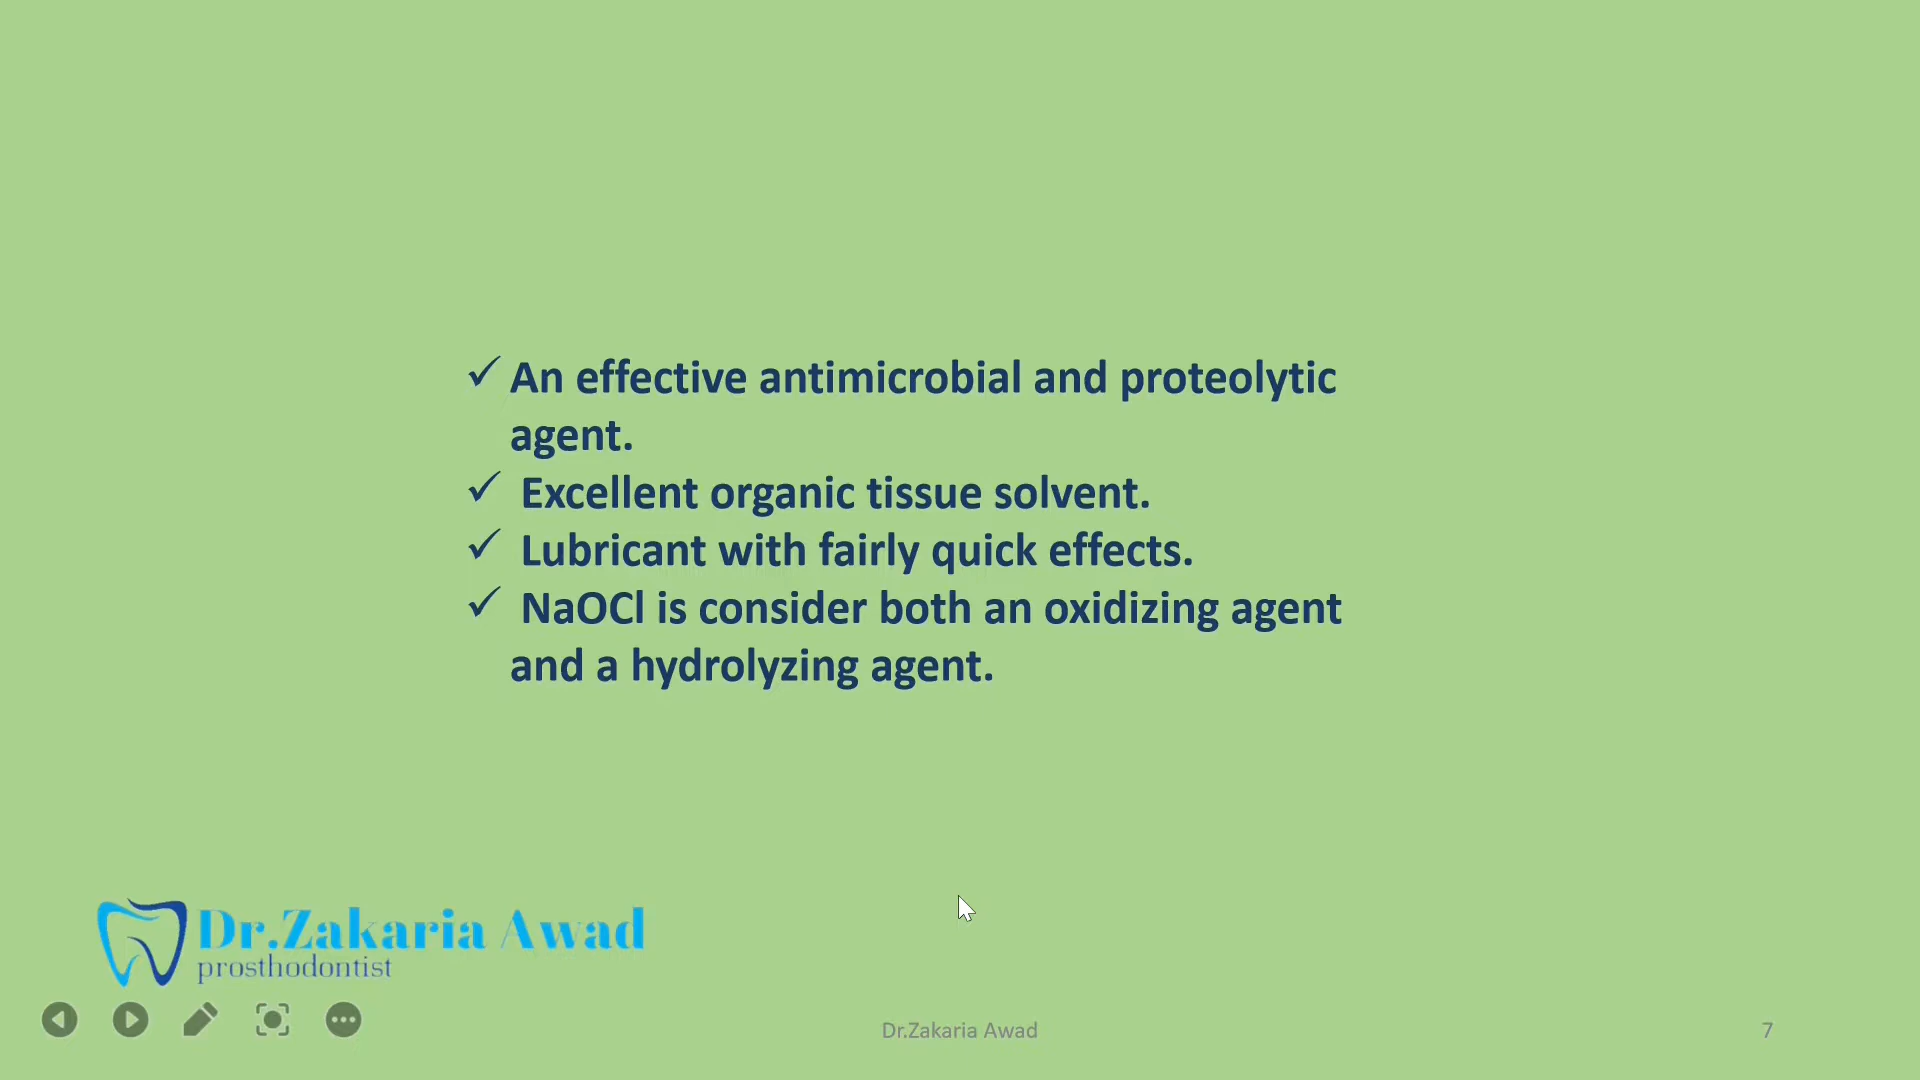 ✓ An effective antimicrobial and proteolytic
agent.
✓ Excellent organic tissue solvent.
✓ Lubricant with fairly quick effects.
✓ NaOCl is consider both an oxidizing agent
and a hydrolyzing agent.
Dr.Zakaria Awad
prosthodontist
Dr.Zakaria Awad
7